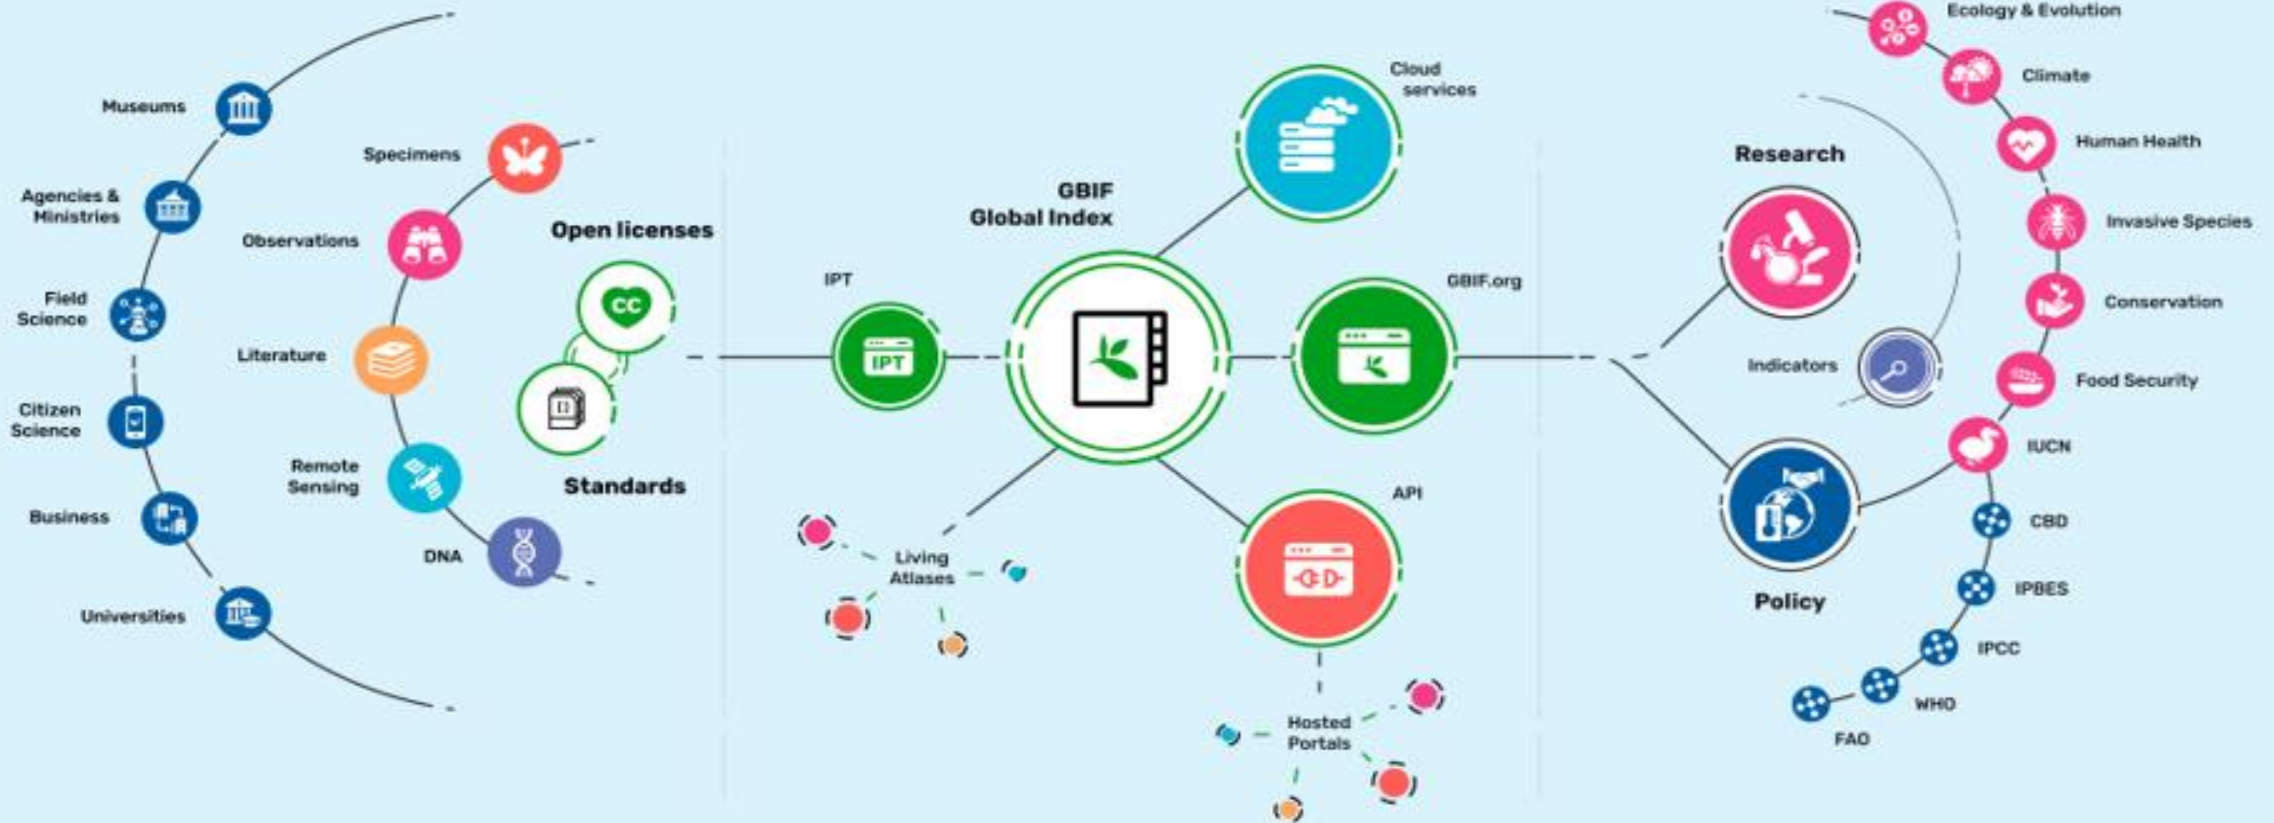 Museums
Agencies &
Ministries
Field
Science
Citizen
Science
Business
Universities
Specimens
Observations
Literature
Remote
Sensing
DNA
Open licenses
CC
Standards
IPT
IPT
GBIF
Global Index
Cloud
services
GBIF.org
API
Living
Atlases
Hosted
Portals
Research
Indicators
Policy
Ecology & Evolution
Climate
Human Health
Invasive Species
Conservation
Food Security
IUCN
CBD
IPBES
IPCC
WHO
FAO